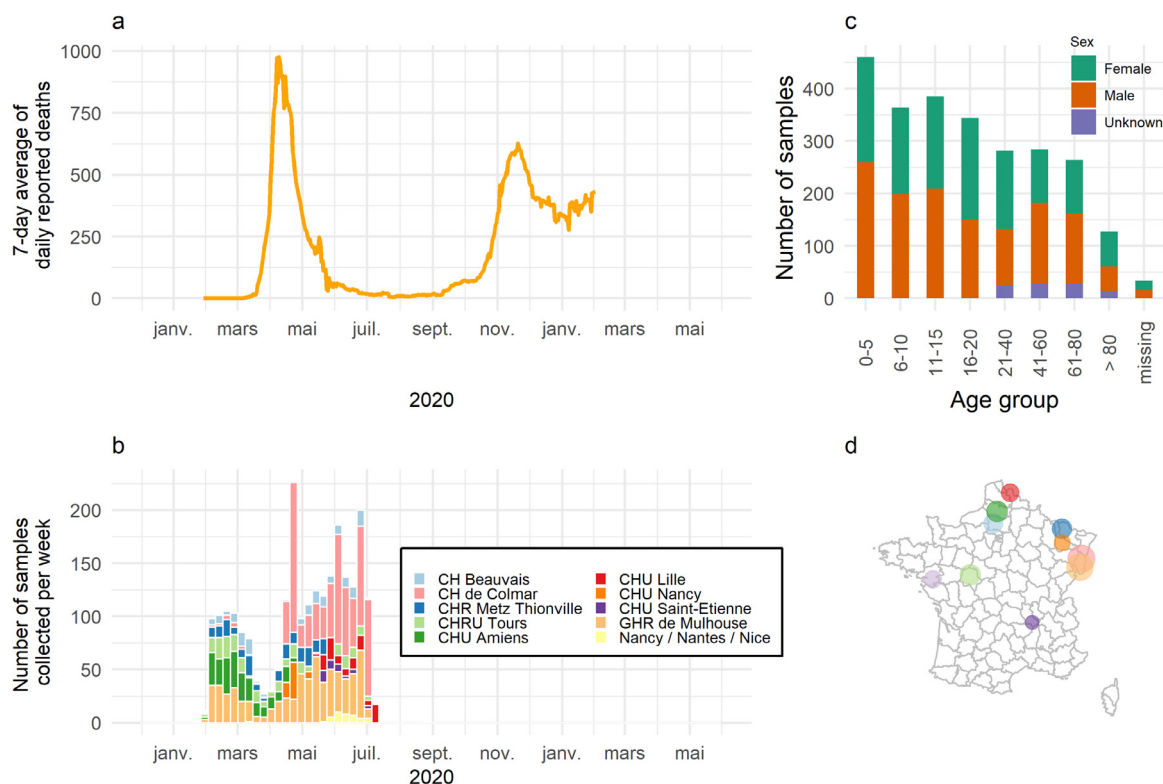 a
1000
750
500
250
0
7-day average of
daily reported deaths
janv. mars mai juil. sept. nov. janv. mars mai
2020
c
Sex
Female
Male
Unknown
400
300
200
100
0
Number of samples
0-5 6-10 11-15 16-20 21-40 41-60 61-80 > 80 missing
Age group
b
200
150
100
50
0
Number of samples
collected per week
CH Beauvais CHU Lille
CH de Colmar CHU Nancy
CHR Metz Thionville CHU Saint-Etienne
CHRU Tours GHR de Mulhouse
CHU Amiens Nancy / Nantes / Nice
janv. mars mai juil. sept. nov. janv. mars mai
2020
d